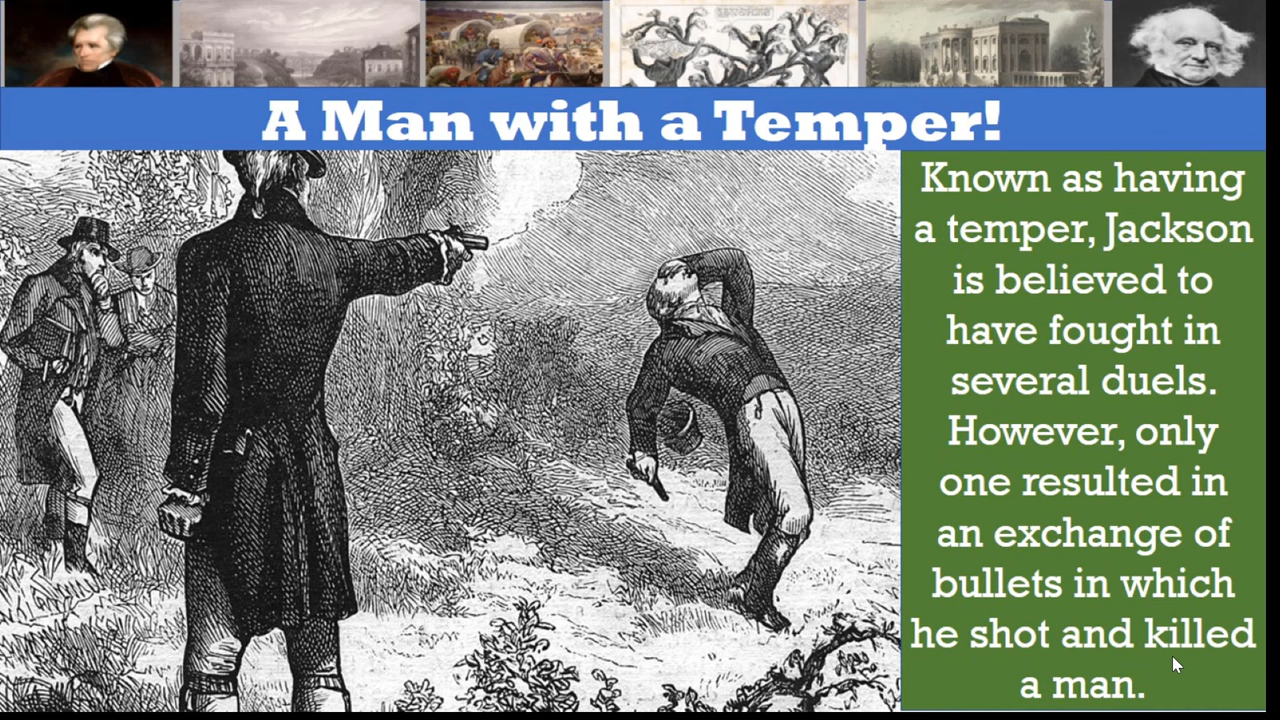 A Man with a Temper!
Known as having
a temper, Jackson
is believed to
have fought in
several duels.
However, only
one resulted in
an exchange of
bullets in which
he shot and killed
a man.